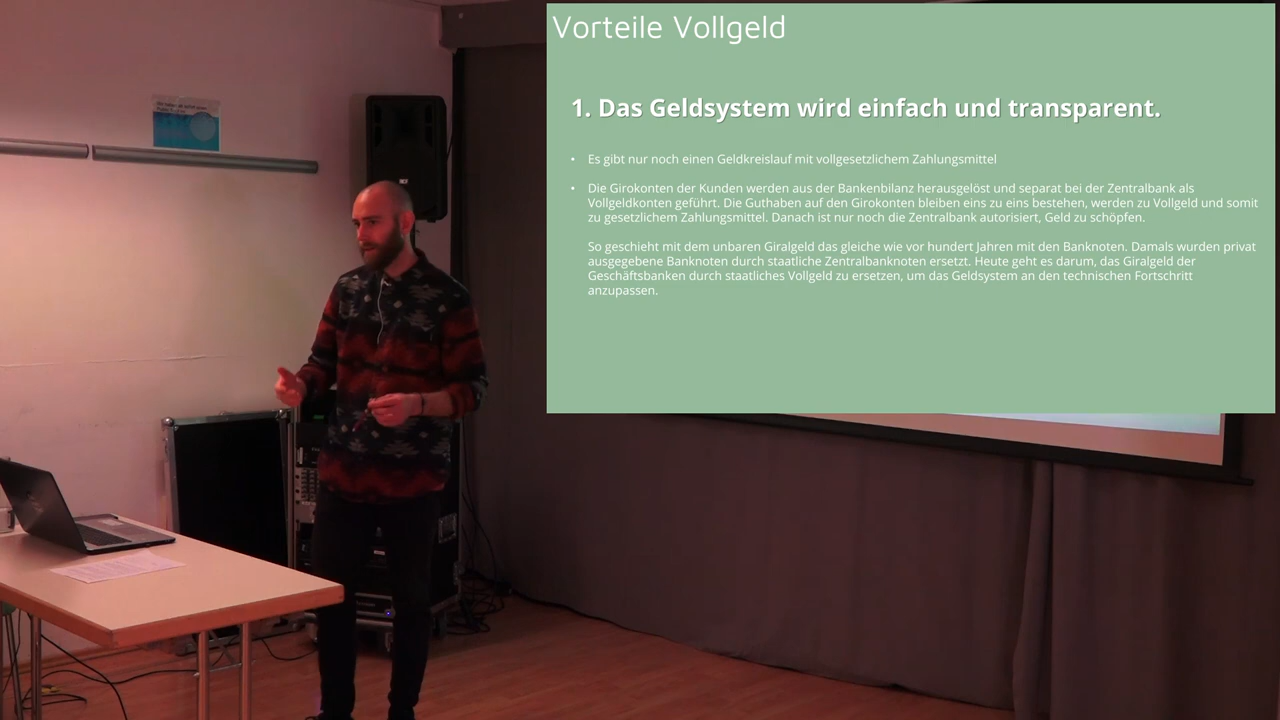 Vorteile Vollgeld
1. Das Geldsystem wird einfach und transparent.
• Es gibt nur noch einen Geldkreislauf mit vollgesetzlichem Zahlungsmittel
• Die Girokonten der Kunden werden aus der Bankenbilanz herausgelöst und separat bei der Zentralbank als
Vollgeldkonten geführt. Die Guthaben auf den Girokonten bleiben eins zu eins bestehen, werden zu Vollgeld und somit
zu gesetzlichem Zahlungsmittel. Danach ist nur noch die Zentralbank autorisiert, Geld zu schöpfen.
So geschieht mit dem unbaren Giralgeld das gleiche wie vor hundert Jahren mit den Banknoten. Damals wurden privat
ausgegebene Banknoten durch staatliche Zentralbanknoten ersetzt. Heute geht es darum, das Giralgeld der
Geschäftsbanken durch staatliches Vollgeld zu ersetzen, um das Geldsystem an den technischen Fortschritt
anzupassen.